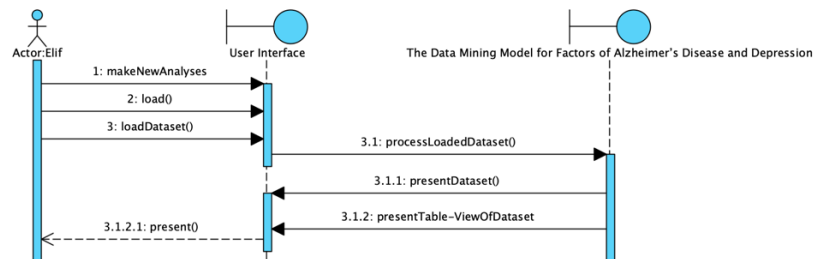 Actor:Elif
User Interface
The Data Mining Model for Factors of Alzheimer's Disease and Depression
1: makeNewAnalyses
2: load()
3: loadDataset()
3.1: processLoadedDataset()
3.1.1: presentDataset()
3.1.2: presentTable-ViewOfDataset
3.1.2.1: present()